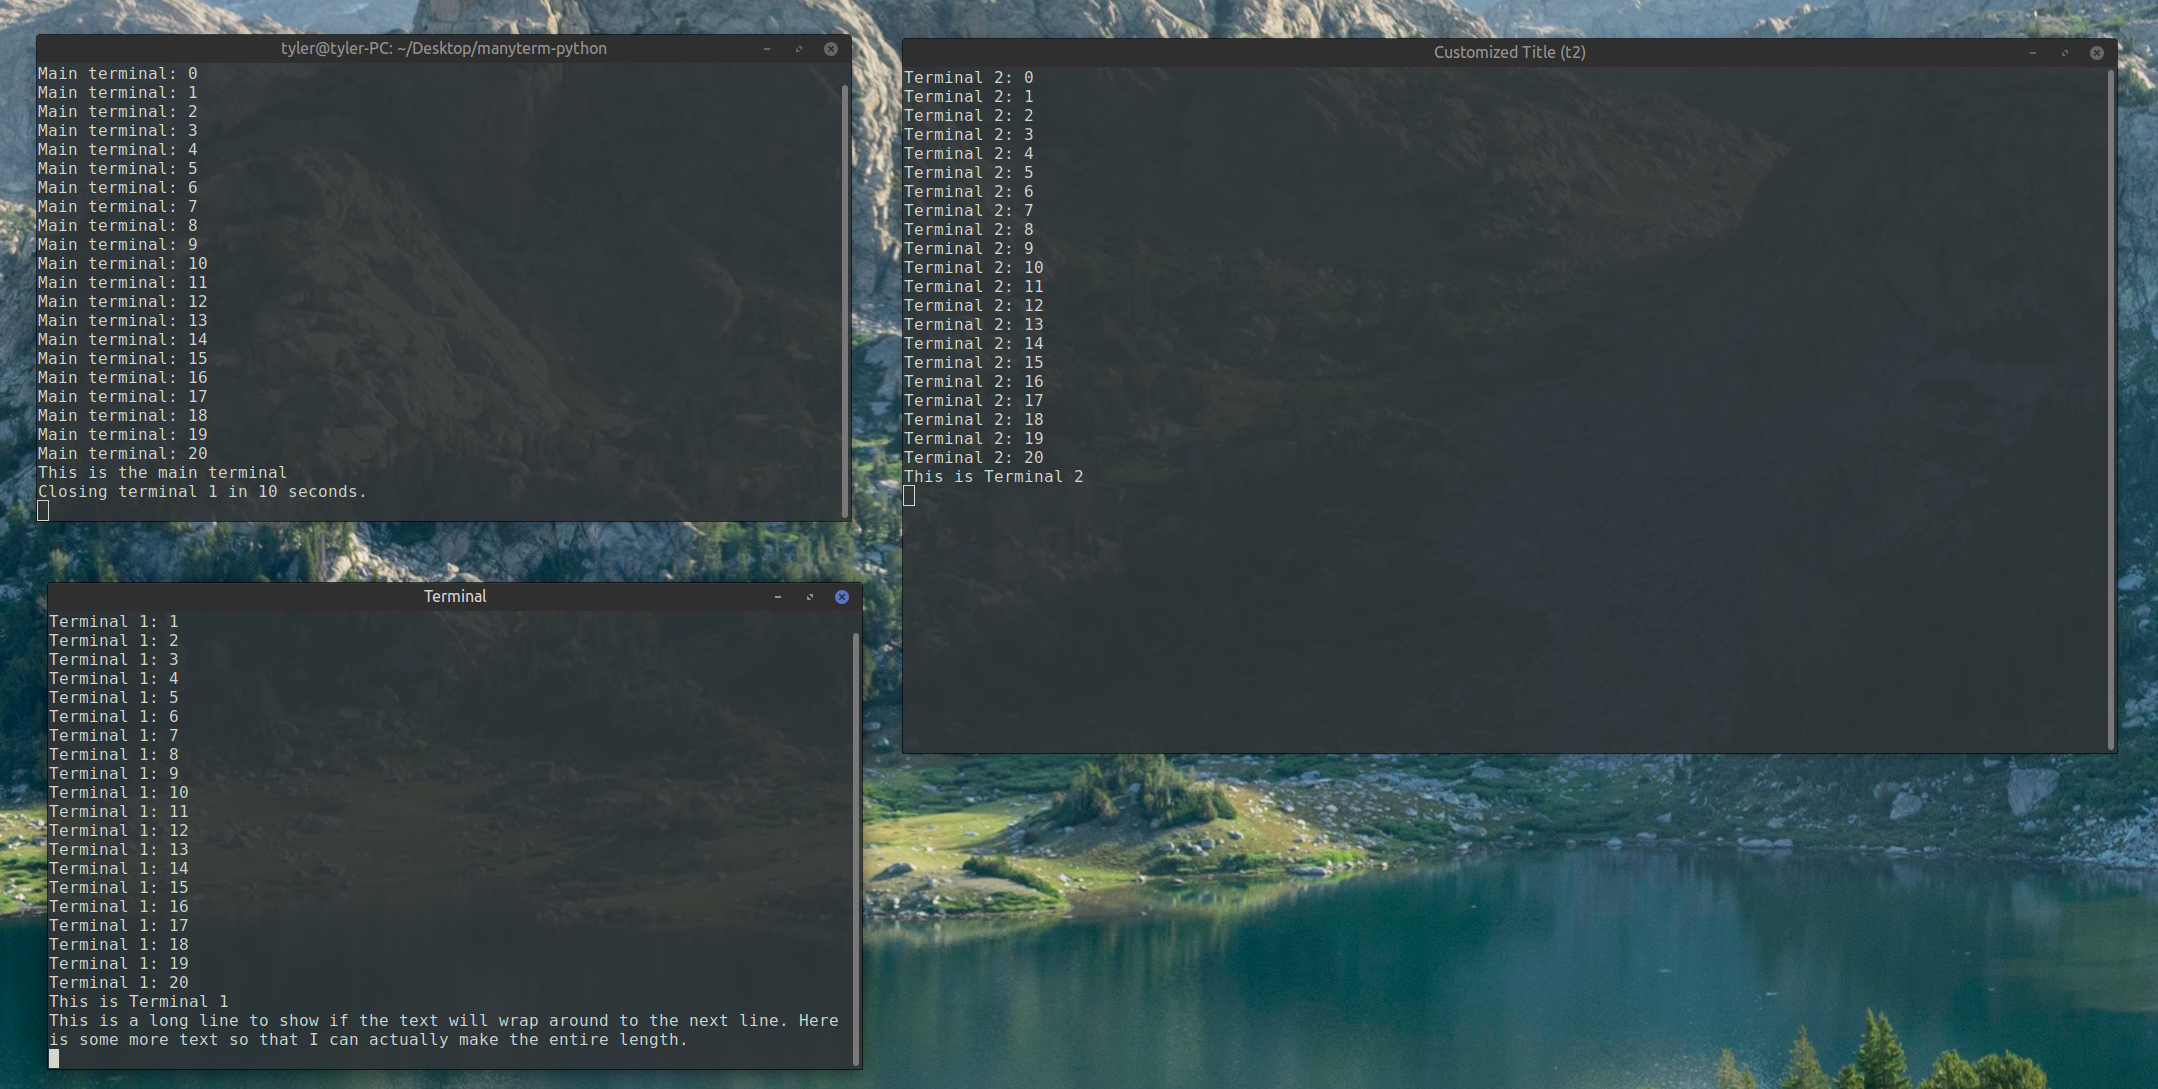 tyler@tyler-PC: ~/Desktop/manyterm-python
Main terminal: 0
Main terminal: 1
Main terminal: 2
Main terminal: 3
Main terminal: 4
Main terminal: 5
Main terminal: 6
Main terminal: 7
Main terminal: 8
Main terminal: 9
Main terminal: 10
Main terminal: 11
Main terminal: 12
Main terminal: 13
Main terminal: 14
Main terminal: 15
Main terminal: 16
Main terminal: 17
Main terminal: 18
Main terminal: 19
Main terminal: 20
This is the main terminal
Closing terminal 1 in 10 seconds.
Customized Title (t2)
Terminal 2: 0
Terminal 2: 1
Terminal 2: 2
Terminal 2: 3
Terminal 2: 4
Terminal 2: 5
Terminal 2: 6
Terminal 2: 7
Terminal 2: 8
Terminal 2: 9
Terminal 2: 10
Terminal 2: 11
Terminal 2: 12
Terminal 2: 13
Terminal 2: 14
Terminal 2: 15
Terminal 2: 16
Terminal 2: 17
Terminal 2: 18
Terminal 2: 19
Terminal 2: 20
This is Terminal 2
Terminal
Terminal 1: 1
Terminal 1: 2
Terminal 1: 3
Terminal 1: 4
Terminal 1: 5
Terminal 1: 6
Terminal 1: 7
Terminal 1: 8
Terminal 1: 9
Terminal 1: 10
Terminal 1: 11
Terminal 1: 12
Terminal 1: 13
Terminal 1: 14
Terminal 1: 15
Terminal 1: 16
Terminal 1: 17
Terminal 1: 18
Terminal 1: 19
Terminal 1: 20
This is Terminal 1
This is a long line to show if the text will wrap around to the next line. Here
is some more text so that I can actually make the entire length.